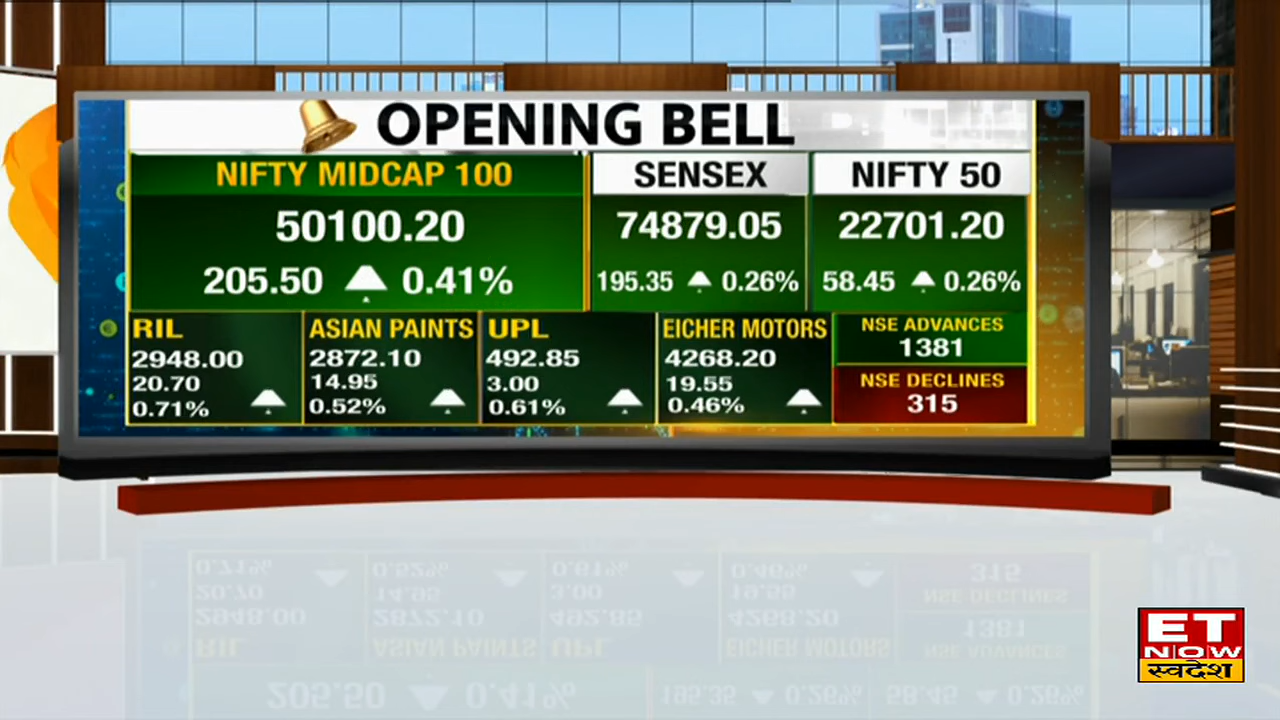 OPENING BELL
NIFTY MIDCAP 100
50100.20
205.50 0.41%
SENSEX
74879.05
195.35 0.26%
NIFTY 50
22701.20
58.45 0.26%
RIL
2948.00
20.70
0.71%
ASIAN PAINTS
2872.10
14.95
0.52%
UPL
492.85
3.00
0.61%
EICHER MOTORS
4268.20
19.55
0.46%
NSE ADVANCES
1381
NSE DECLINES
315
ET
NOW
स्वदेश